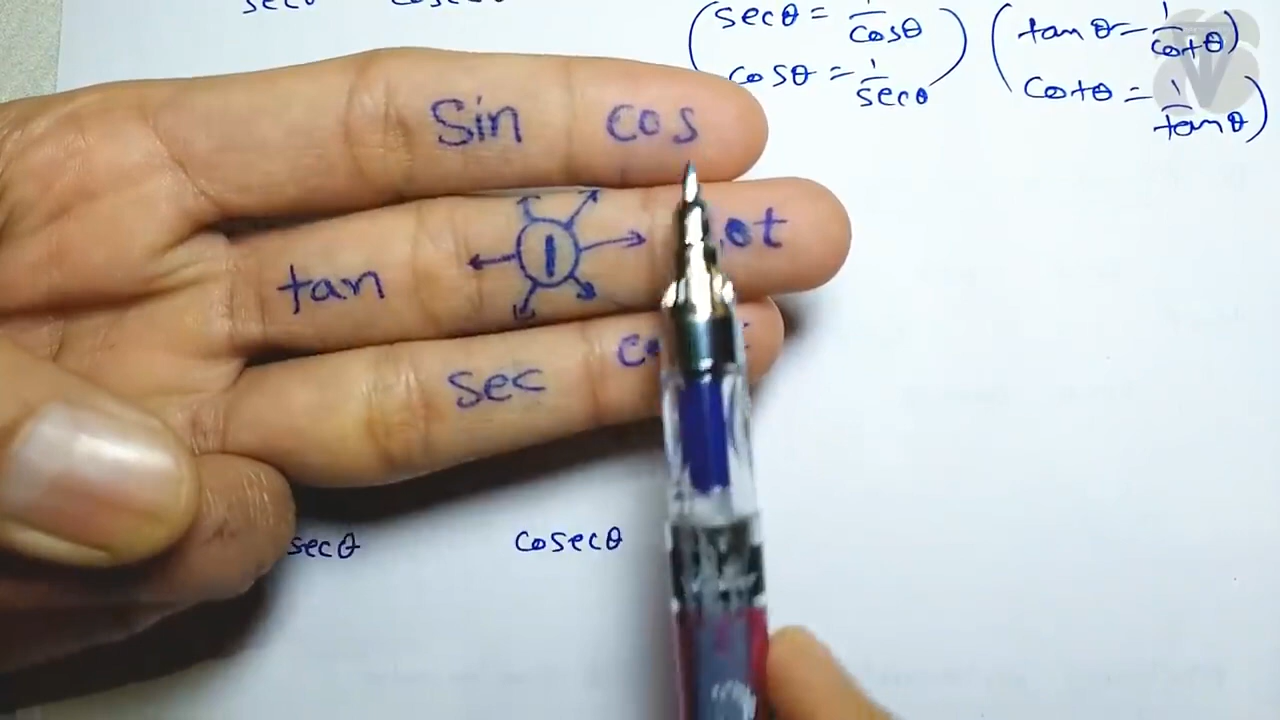 secθ = 1/cosθ
cosθ = 1/secθ
tanθ = 1/cotθ
cotθ = 1/tanθ
Sin cos
tan 1
sec
secθ cosecθ